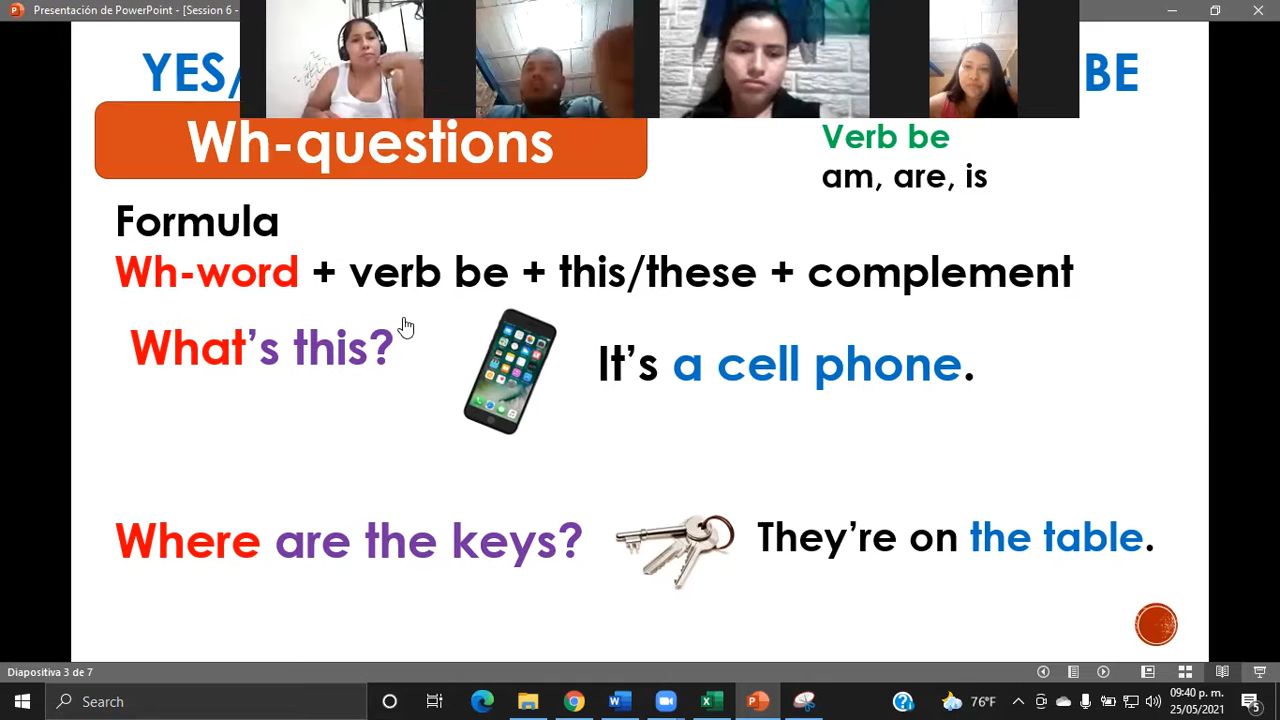 Presentación de PowerPoint - [Session 6 -
YES/
BE
Wh-questions
Verb be
am, are, is
Formula
Wh-word + verb be + this/these + complement
What's this?
It's a cell phone.
Where are the keys?
They're on the table.
Diapositiva 3 de 7
Search
76°F
09:40 p. m.
25/05/2021
5